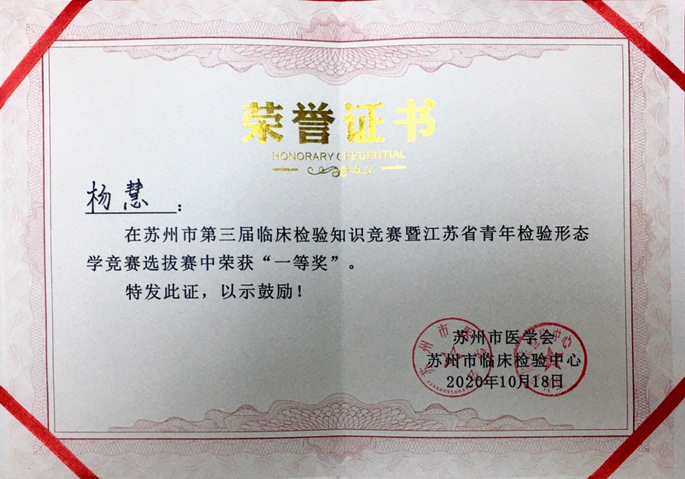 荣誉证书
HONORARY CREDENTIAL
杨慧：
在苏州市第三届临床检验知识竞赛暨江苏省青年检验形态
学竞赛选拔赛中荣获“一等奖”。
特发此证，以示鼓励！
苏州市医学会
苏州市临床检验中心
2020年10月18日